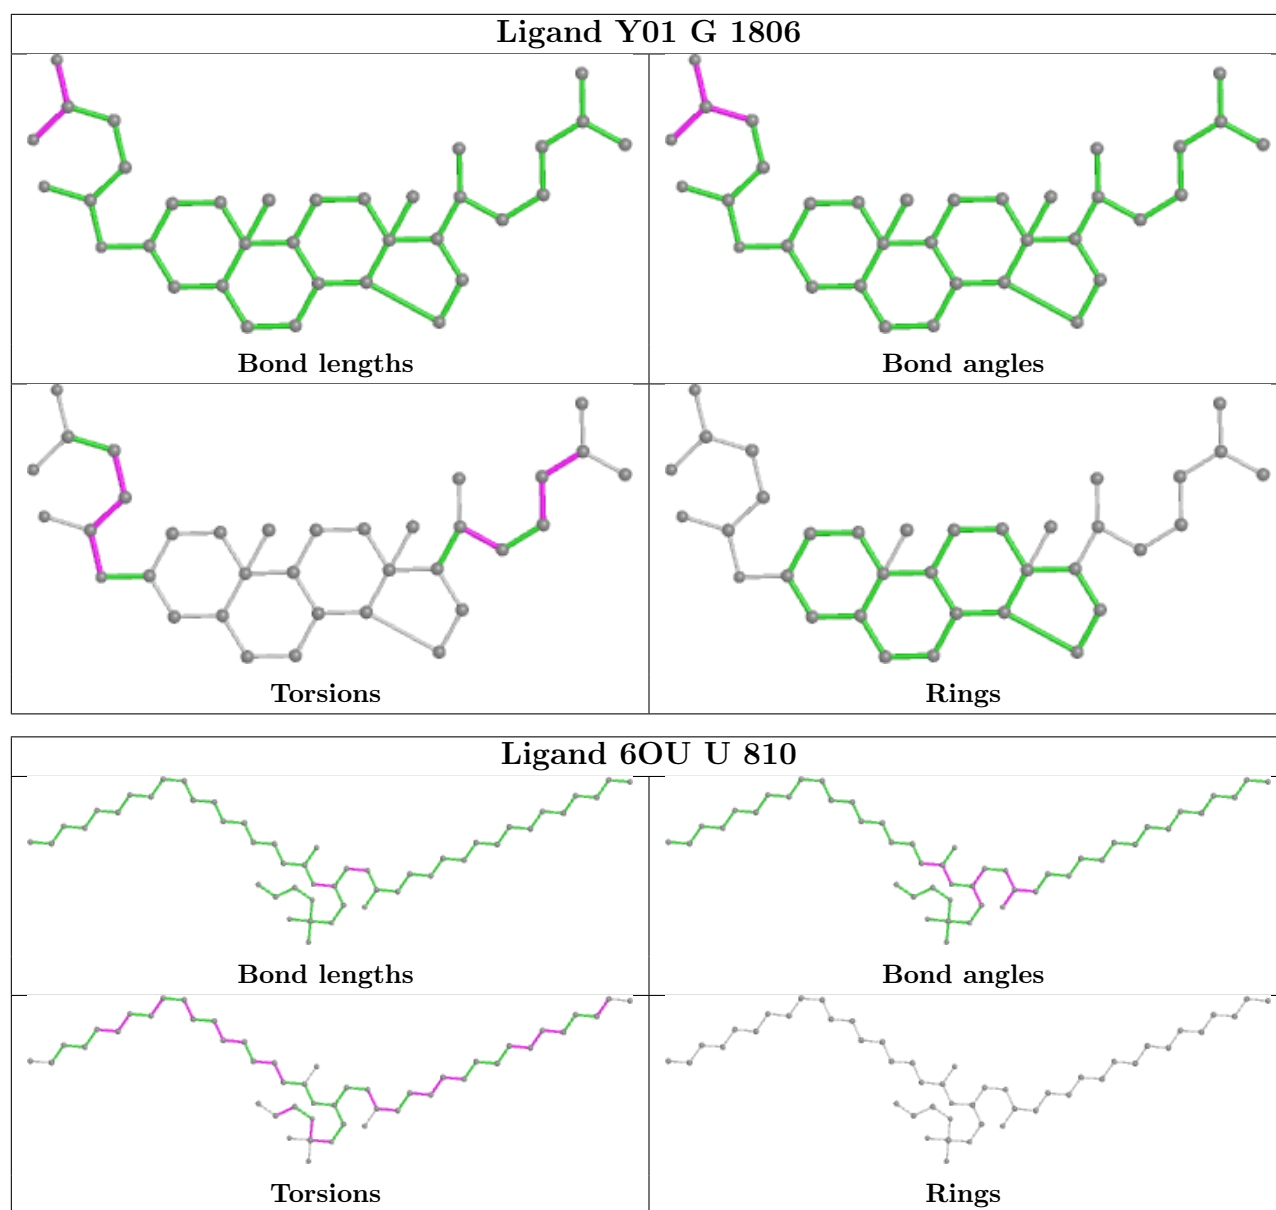 Ligand Y01 G 1806
Bond lengths
Bond angles
Torsions
Rings
Ligand 6OU U 810
Bond lengths
Bond angles
Torsions
Rings